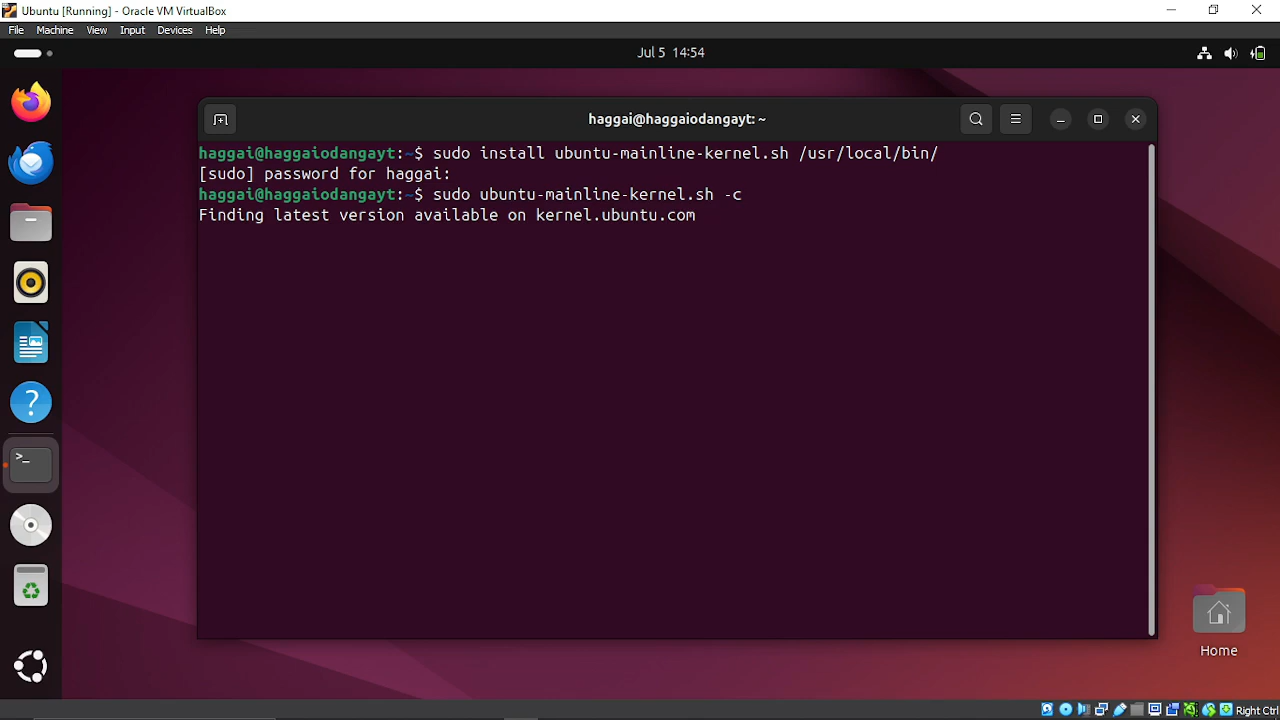 Ubuntu [Running] - Oracle VM VirtualBox
File Machine View Input Devices Help
Jul 5 14:54
haggai@haggaiodangayt: ~
haggai@haggaiodangayt:~$ sudo install ubuntu-mainline-kernel.sh /usr/local/bin/
[sudo] password for haggai:
haggai@haggaiodangayt:~$ sudo ubuntu-mainline-kernel.sh -c
Finding latest version available on kernel.ubuntu.com
Home
Right Ctrl